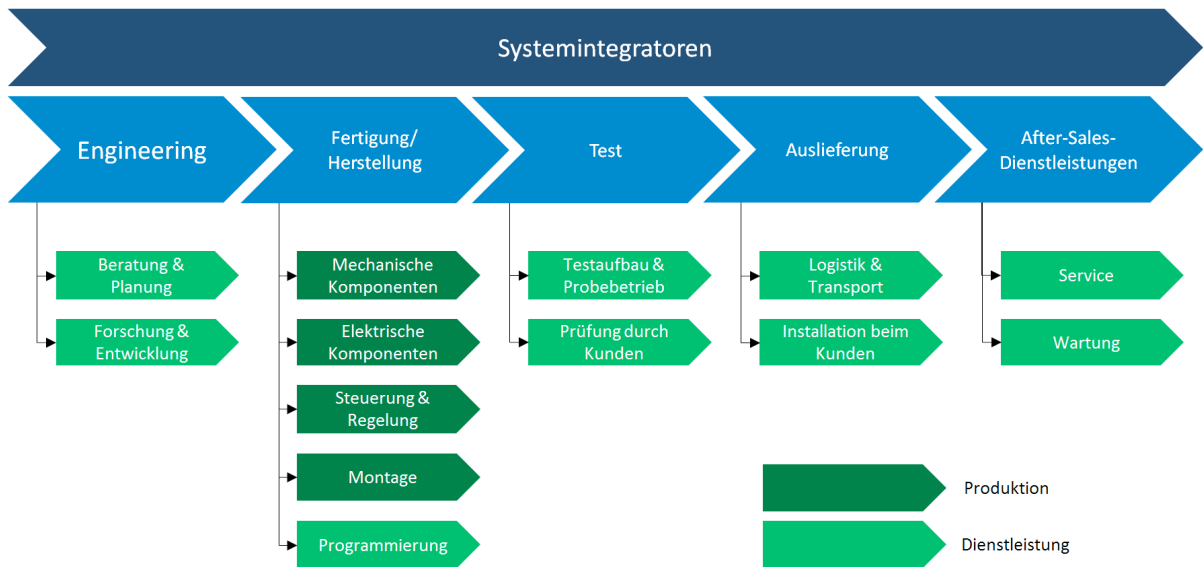 Systemintegratoren
Engineering
Fertigung/
Herstellung
Test
Auslieferung
After-Sales-
Dienstleistungen
Beratung &
Planung
Forschung &
Entwicklung
Mechanische
Komponenten
Elektrische
Komponenten
Steuerung &
Regelung
Montage
Programmierung
Testaufbau &
Probebetrieb
Prüfung durch
Kunden
Logistik &
Transport
Installation beim
Kunden
Service
Wartung
Produktion
Dienstleistung